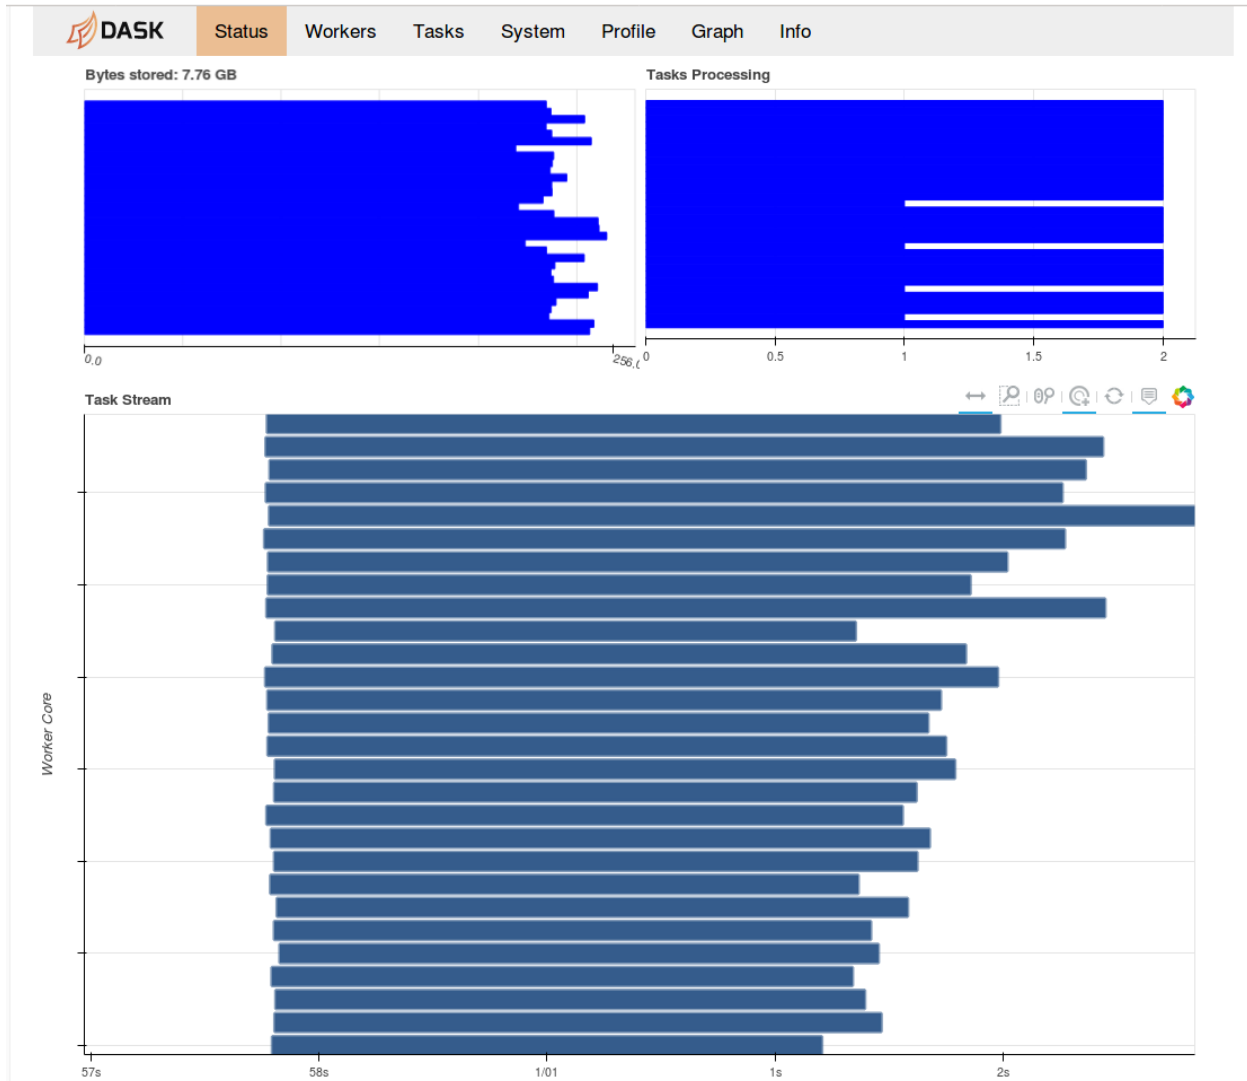 DASK Status Workers Tasks System Profile Graph Info
Bytes stored: 7.76 GB
Tasks Processing
0.0 256.(
0 0.5 1 1.5 2
Task Stream
Worker Core
57s 58s 1/01 1s 2s